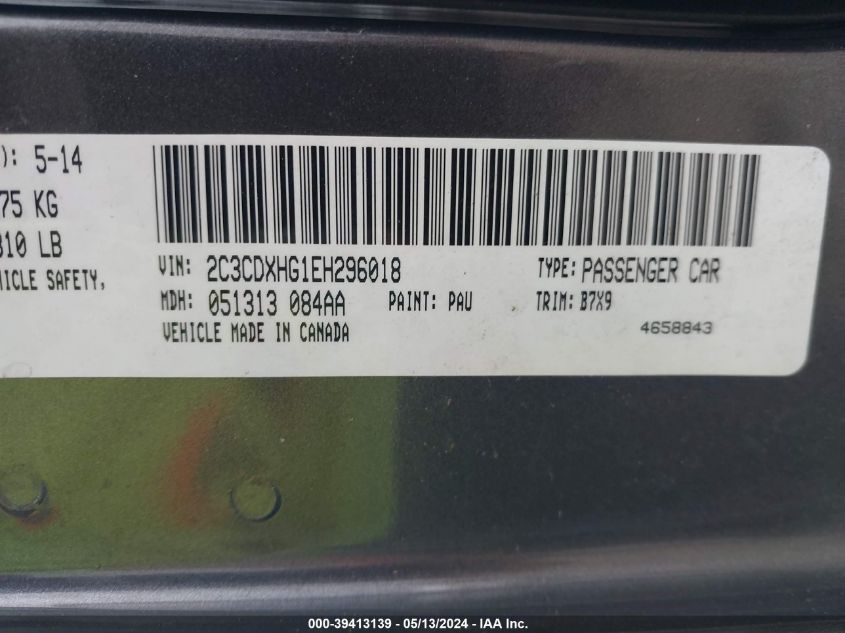 ): 5-14
75 KG
310 LB
HICLE SAFETY,
VIN: 2C3CDXHG1EH296018 TYPE: PASSENGER CAR
MDH: 051313 084AA PAINT: PAU TRIM: B7X9
VEHICLE MADE IN CANADA 4658843
000-39413139 - 05/13/2024 - IAA Inc.